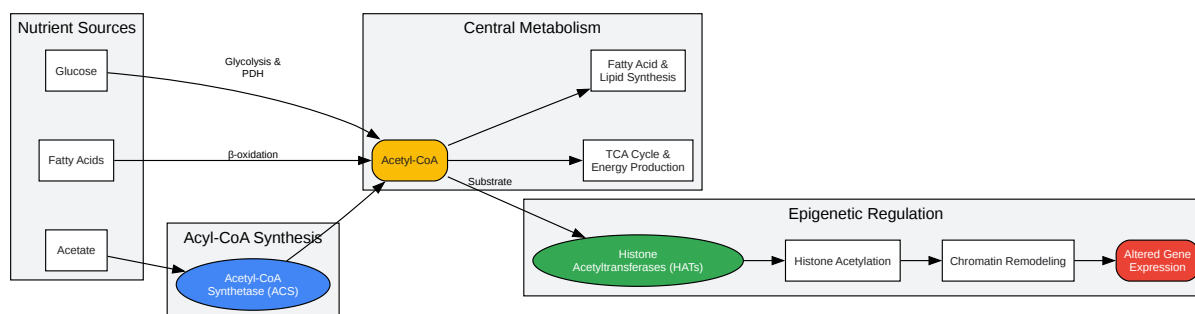 Nutrient Sources
Glucose
Fatty Acids
Acetate
Glycolysis &
PDH
β-oxidation
Acyl-CoA Synthesis
Acetyl-CoA
Synthetase (ACS)
Central Metabolism
Acetyl-CoA
Fatty Acid &
Lipid Synthesis
TCA Cycle &
Energy Production
Substrate
Epigenetic Regulation
Histone
Acetyltransferases (HATs)
Histone Acetylation
Chromatin Remodeling
Altered Gene
Expression